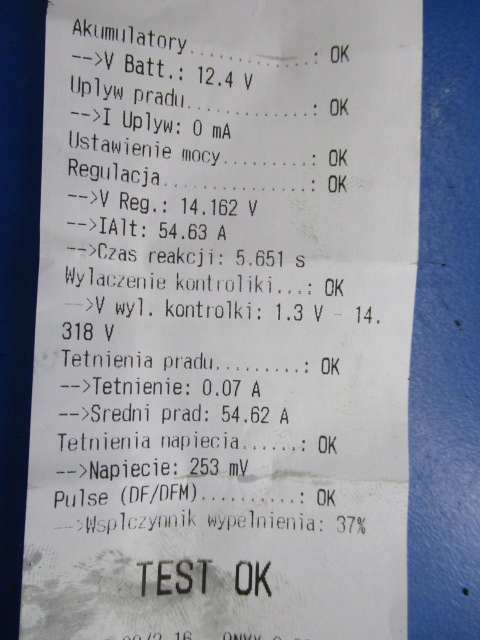 Akumulatory..............: OK
-->V Batt.: 12.4 V
Uplyw pradu..............: OK
-->I Uplyw: 0 mA
Ustawienie mocy.........: OK
Regulacja...............: OK
-->V Reg.: 14.162 V
-->IAlt: 54.63 A
-->Czas reakcji: 5.651 s
Wylaczenie kontroliki...: OK
-->V wyl. kontrolki: 1.3 V - 14.
318 V
Tetnienia pradu.........: OK
-->Tetnienie: 0.07 A
-->Sredni prad: 54.62 A
Tetnienia napiecia......: OK
-->Napiecie: 253 mV
Pulse (DF/DFM)..........: OK
-->Wsplczynnik wypelnienia: 37%
TEST OK